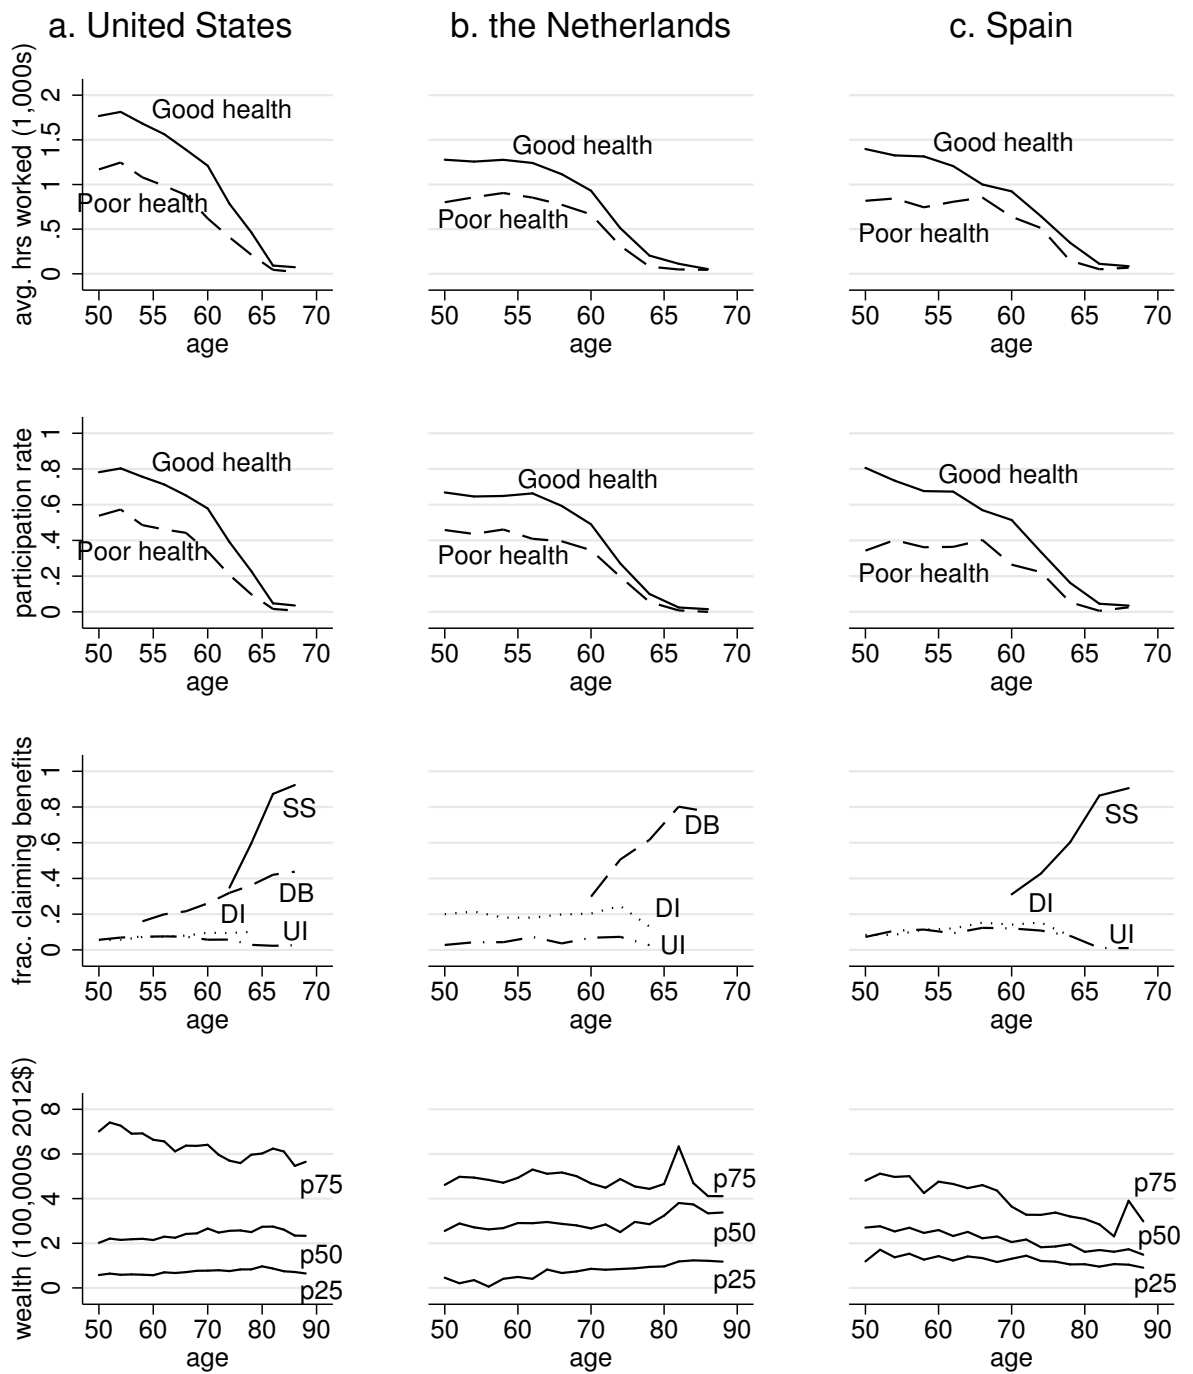 a. United States
b. the Netherlands
c. Spain
avg. hrs worked (1,000s)
0 .5 1 1.5 2
Good health
Poor health
50 55 60 65 70
age
Good health
Poor health
50 55 60 65 70
age
Good health
Poor health
50 55 60 65 70
age
participation rate
0 .2 .4 .6 .8 1
Good health
Poor health
50 55 60 65 70
age
Good health
Poor health
50 55 60 65 70
age
Good health
Poor health
50 55 60 65 70
age
frac. claiming benefits
0 .2 .4 .6 .8 1
SS
DB
DI
UI
50 55 60 65 70
age
DB
DI
UI
50 55 60 65 70
age
SS
DI
UI
50 55 60 65 70
age
wealth (100,000s 2012$)
0 2 4 6 8
p75
p50
p25
50 60 70 80 90
age
p75
p50
p25
50 60 70 80 90
age
p75
p50
p25
50 60 70 80 90
age